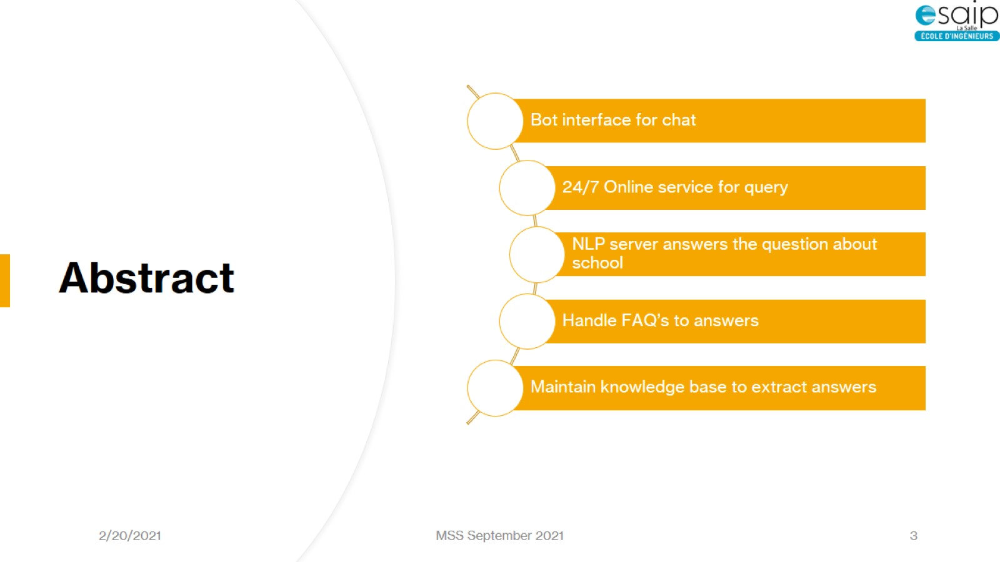 esaip
La Salle
ÉCOLE D'INGÉNIEURS
Abstract
Bot interface for chat
24/7 Online service for query
NLP server answers the question about
school
Handle FAQ's to answers
Maintain knowledge base to extract answers
2/20/2021
MSS September 2021
3